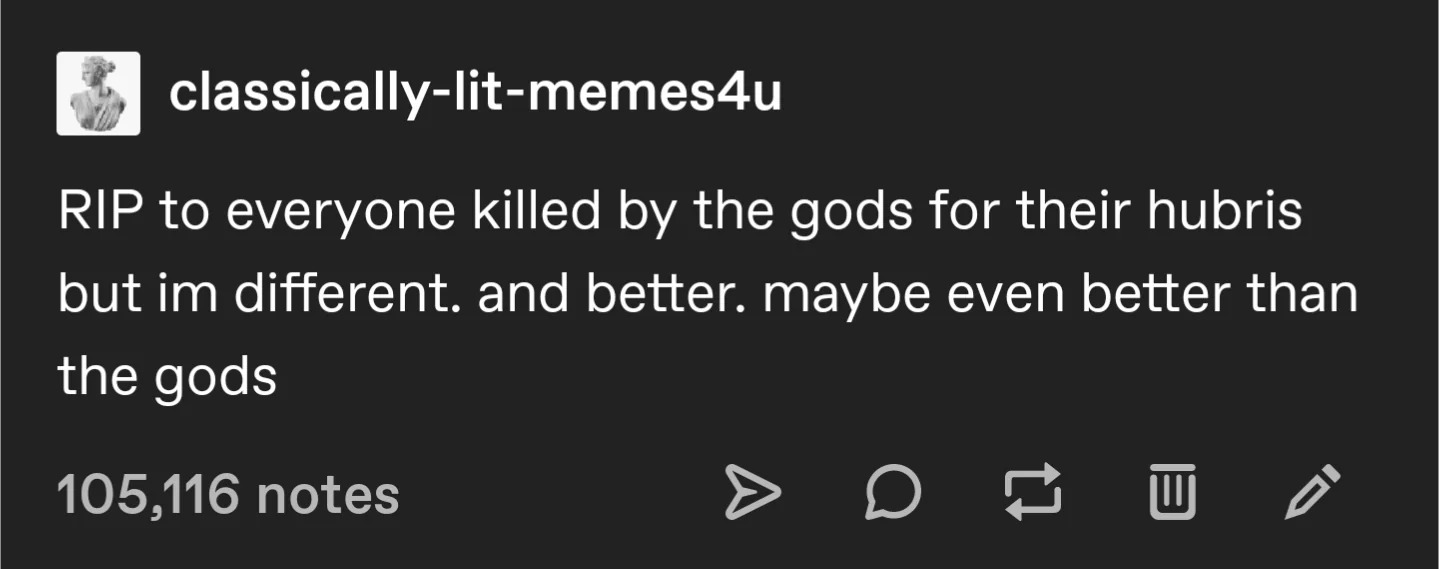 classically-lit-memes4u
RIP to everyone killed by the gods for their hubris
but im different. and better. maybe even better than
the gods
105,116 notes